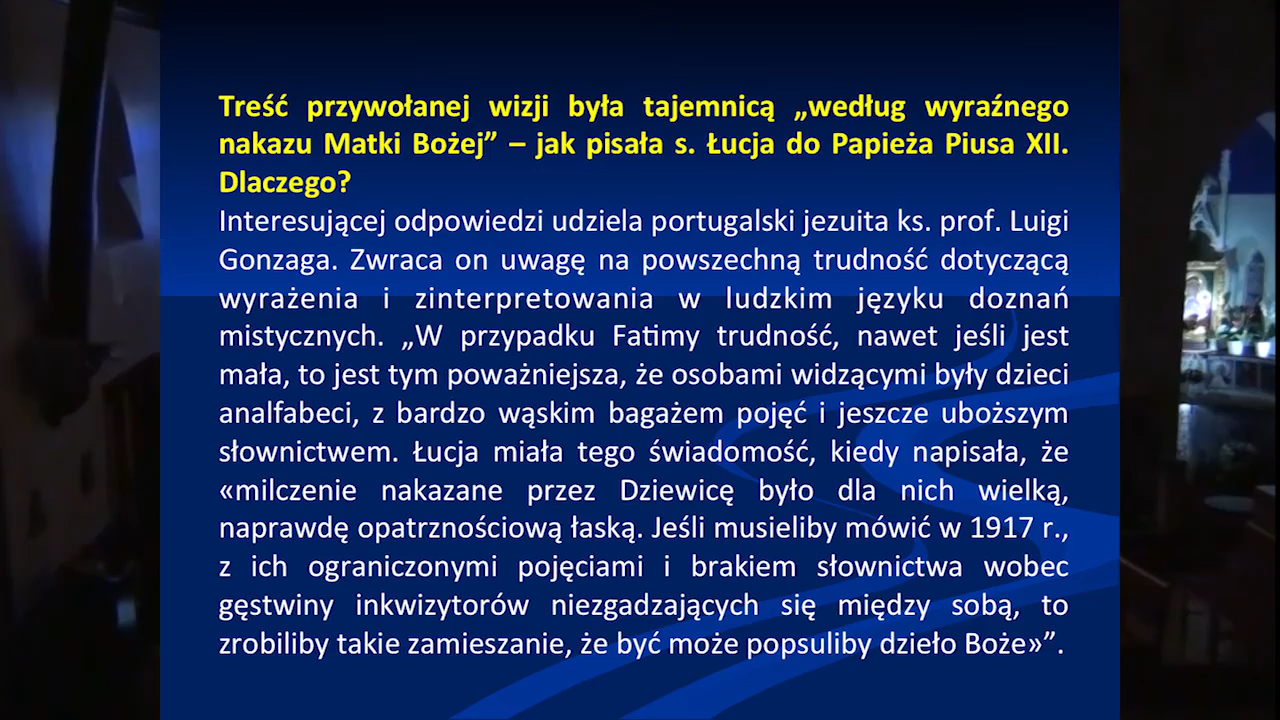 Treść przywołanej wizji była tajemnicą „według wyraźnego
nakazu Matki Bożej” – jak pisała s. Łucja do Papieża Piusa XII.
Dlaczego?
Interesującej odpowiedzi udziela portugalski jezuita ks. prof. Luigi
Gonzaga. Zwraca on uwagę na powszechną trudność dotyczącą
wyrażenia i zinterpretowania w ludzkim języku doznań
mistycznych. „W przypadku Fatimy trudność, nawet jeśli jest
mała, to jest tym poważniejsza, że osobami widzącymi były dzieci
analfabeci, z bardzo wąskim bagażem pojęć i jeszcze uboższym
słownictwem. Łucja miała tego świadomość, kiedy napisała, że
«milczenie nakazane przez Dziewicę było dla nich wielką,
naprawdę opatrznościową łaską. Jeśli musieliby mówić w 1917 r.,
z ich ograniczonymi pojęciami i brakiem słownictwa wobec
gęstwiny inkwizytorów niezgadzających się między sobą, to
zrobiliby takie zamieszanie, że być może popsuliby dzieło Boże»”.